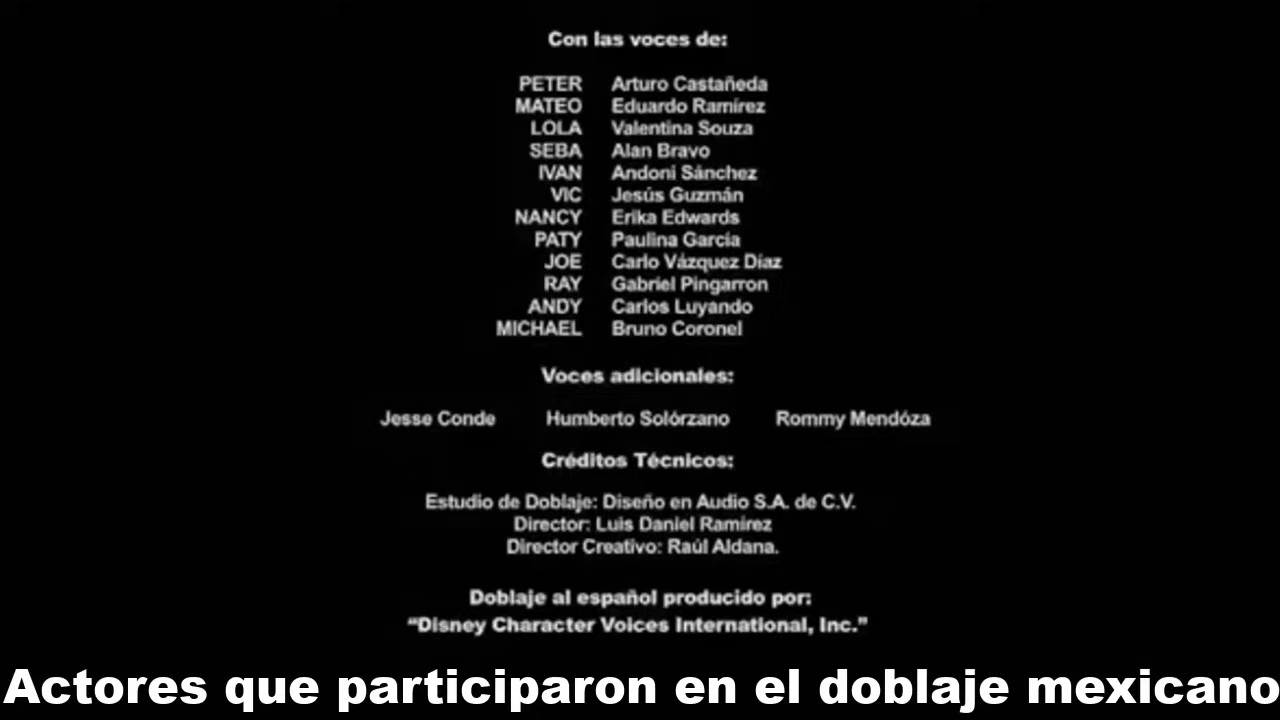 Con las voces de:
PETER Arturo Castañeda
MATEO Eduardo Ramírez
LOLA Valentina Souza
SEBA Alan Bravo
IVAN Andoni Sánchez
VIC Jesús Guzmán
NANCY Erika Edwards
PATY Paulina García
JOE Carlo Vázquez Díaz
RAY Gabriel Pingarron
ANDY Carlos Luyando
MICHAEL Bruno Coronel
Voces adicionales:
Jesse Conde Humberto Solórzano Rommy Mendóza
Créditos Técnicos:
Estudio de Doblaje: Diseño en Audio S.A. de C.V.
Director: Luis Daniel Ramírez
Director Creativo: Raúl Aldana.
Doblaje al español producido por:
“Disney Character Voices International, Inc.”
Actores que participaron en el doblaje mexicano